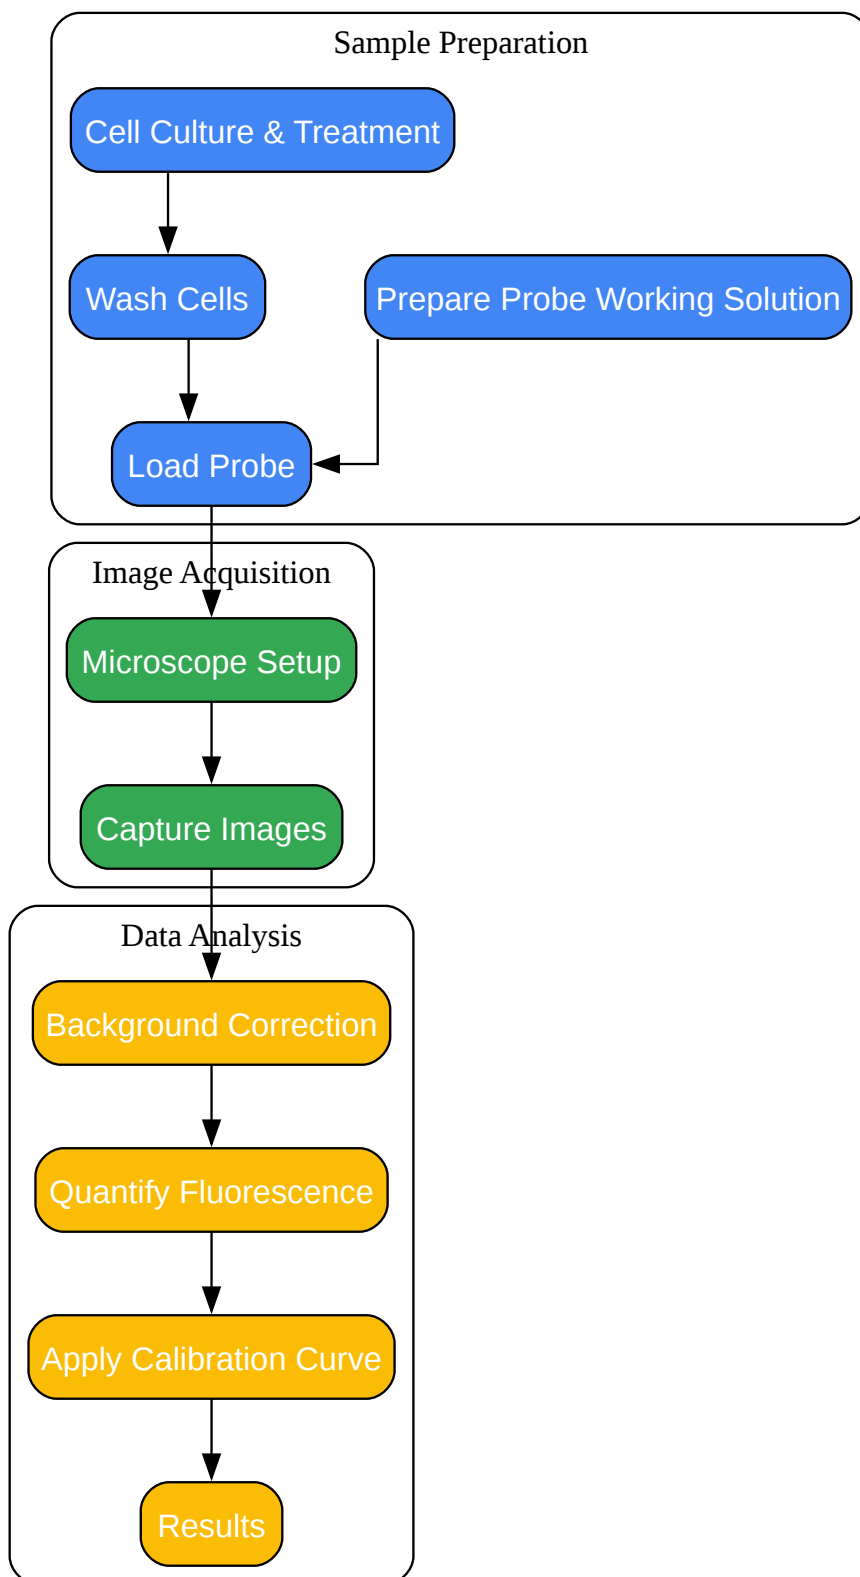 Sample Preparation
Cell Culture & Treatment
Wash Cells
Prepare Probe Working Solution
Load Probe
Image Acquisition
Microscope Setup
Capture Images
Data Analysis
Background Correction
Quantify Fluorescence
Apply Calibration Curve
Results